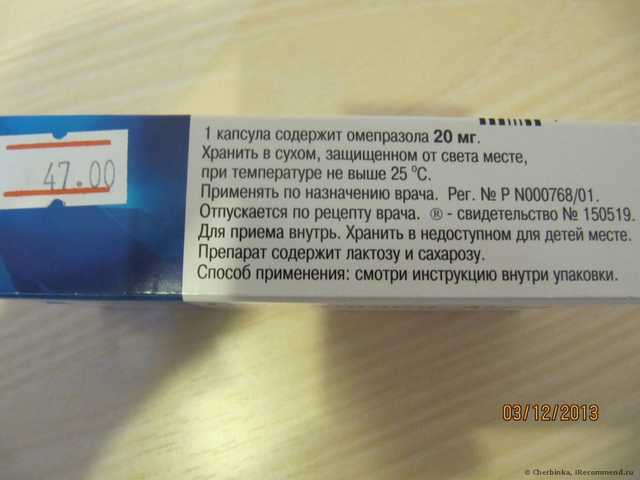 47.00
1 капсула содержит омепразола 20 мг.
Хранить в сухом, защищенном от света месте,
при температуре не выше 25 °С.
Применять по назначению врача. Рег. № Р N000768/01.
Отпускается по рецепту врача. ® - свидетельство № 150519.
Для приема внутрь. Хранить в недоступном для детей месте.
Препарат содержит лактозу и сахарозу.
Способ применения: смотри инструкцию внутри упаковки.
03/12/2013
© Cherbinka, iRecommend.ru